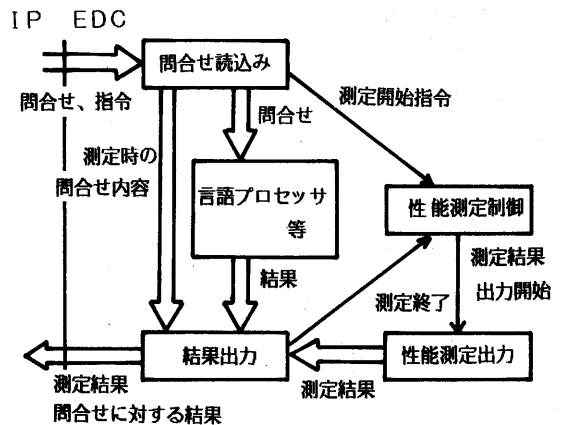 IP EDC
問合せ読込み
問合せ、指令
測定開始指令
問合せ
測定時の
問合せ内容
言語プロセッサ
等
性能測定制御
結果
測定結果
出力開始
測定終了
結果出力
性能測定出力
測定結果
測定結果
問合せに対する結果